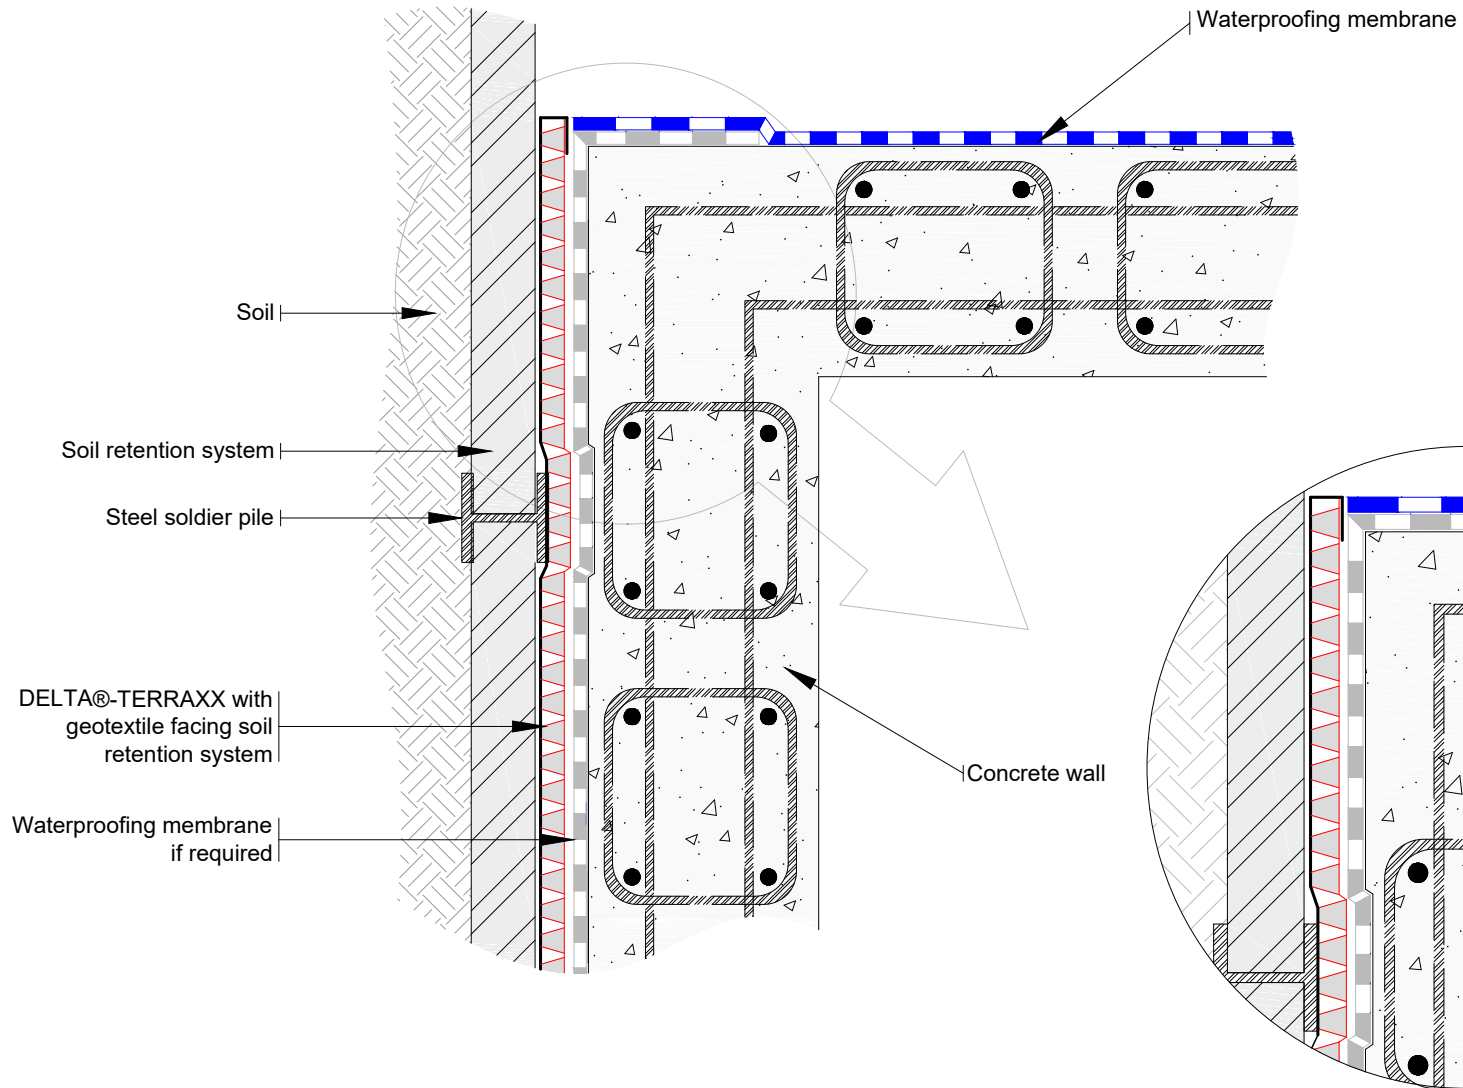 Waterproofing membrane
Soil
Soil retention system
Steel soldier pile
DELTA®-TERRAXX with
geotextile facing soil
retention system
Concrete wall
Waterproofing membrane
if required